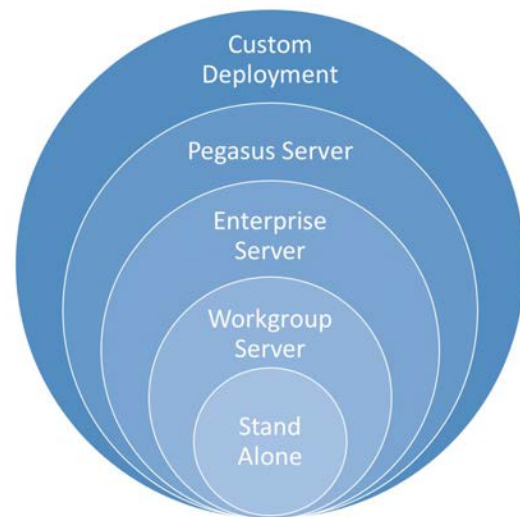 Custom
Deployment
Pegasus Server
Enterprise
Server
Workgroup
Server
Stand
Alone